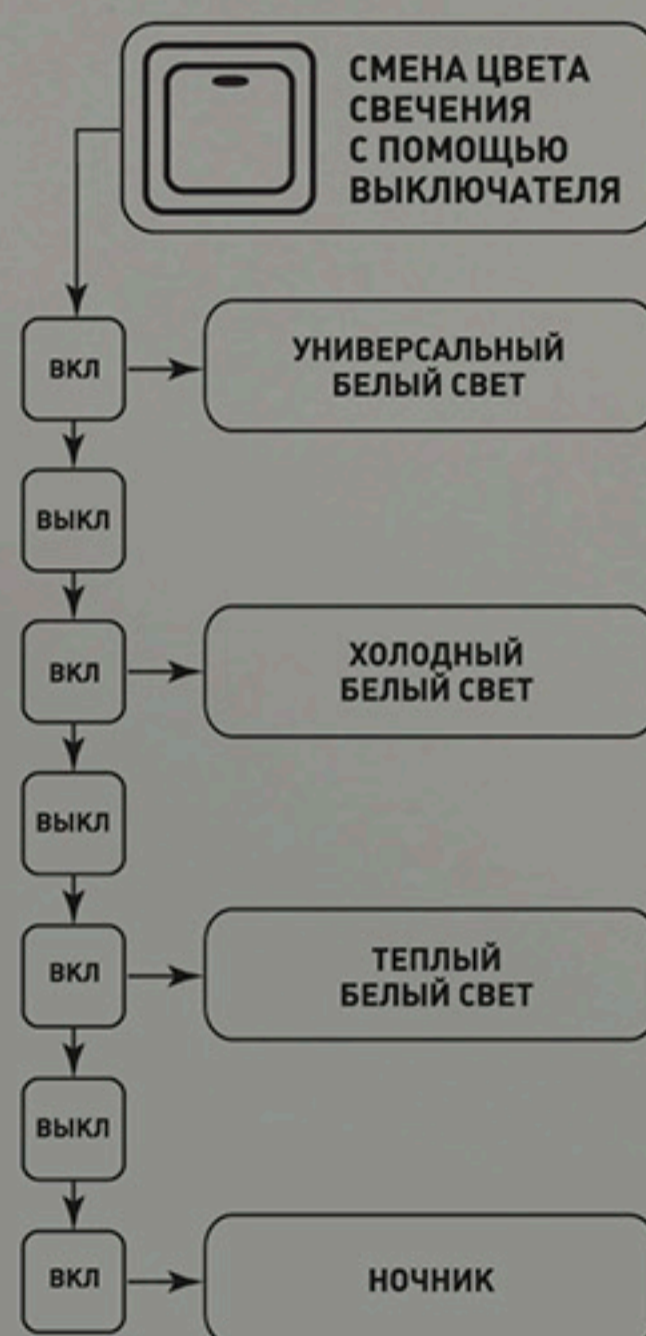 СМЕНА ЦВЕТА
СВЕЧЕНИЯ
С ПОМОЩЬЮ
ВЫКЛЮЧАТЕЛЯ
ВКЛ
УНИВЕРСАЛЬНЫЙ
БЕЛЫЙ СВЕТ
ВЫКЛ
ВКЛ
ХОЛОДНЫЙ
БЕЛЫЙ СВЕТ
ВЫКЛ
ВКЛ
ТЕПЛЫЙ
БЕЛЫЙ СВЕТ
ВЫКЛ
ВКЛ
НОЧНИК